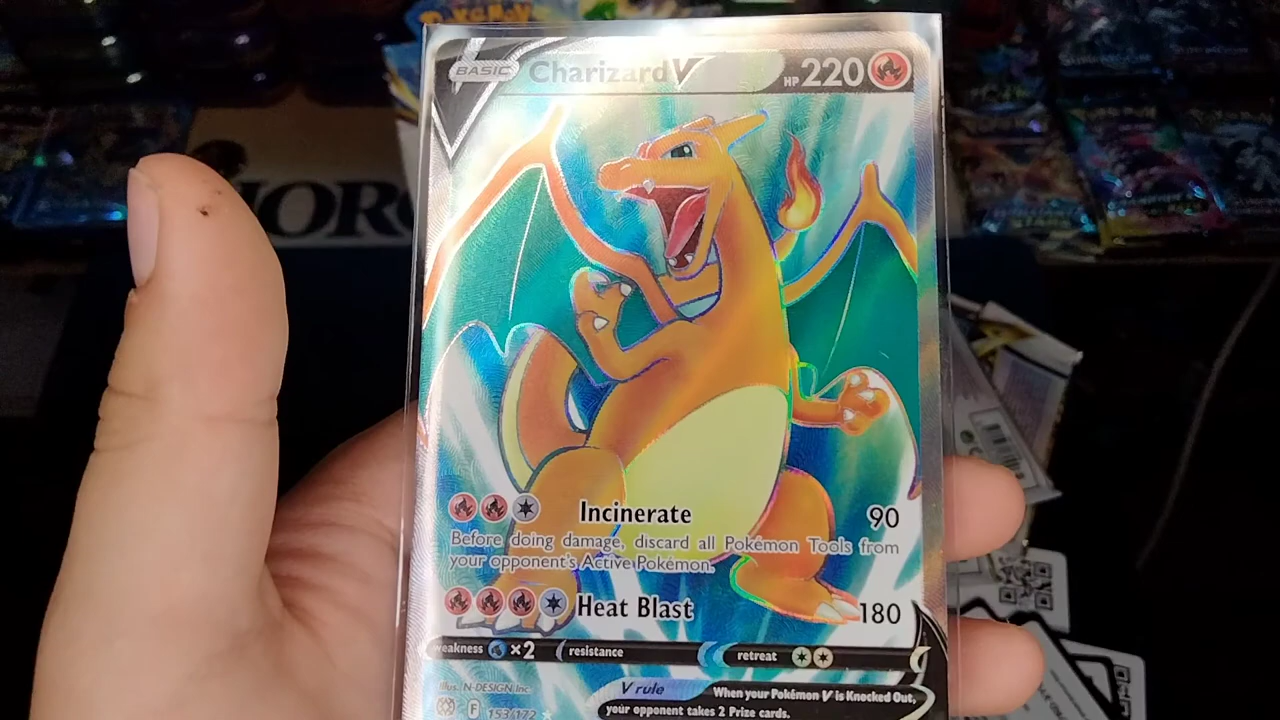 Pokémon
BASIC Charizard V HP 220
HOR
Incinerate 90
Before doing damage, discard all Pokémon Tools from
your opponent's Active Pokémon.
Heat Blast 180
weakness ×2 resistance retreat
Illus. N-DESIGN Inc.
V rule When your Pokémon V is Knocked Out,
your opponent takes 2 Prize cards.
F 153/172